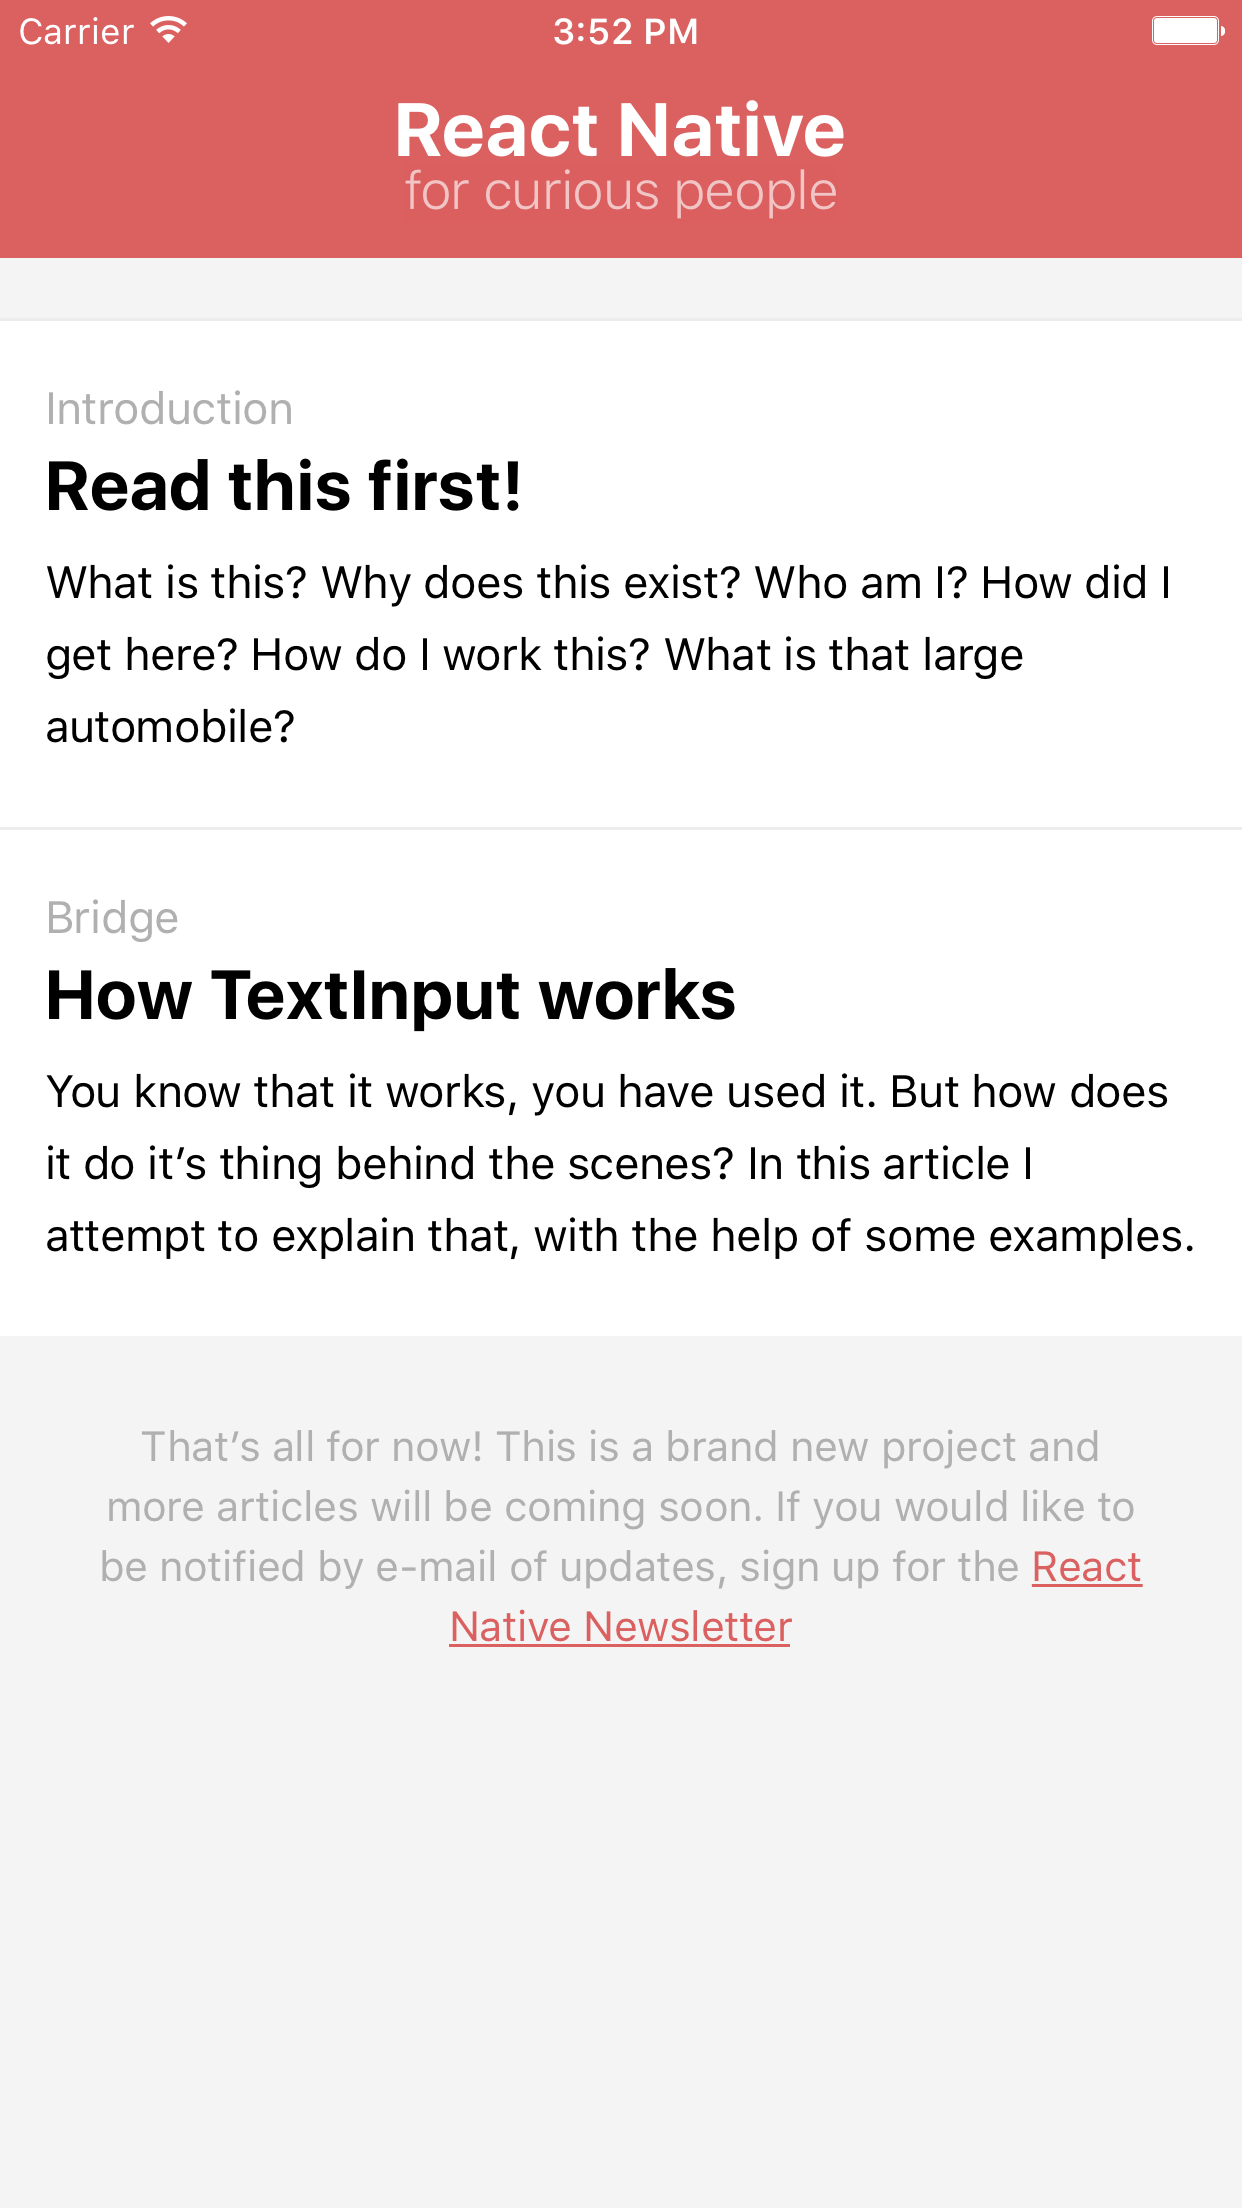 Carrier 3:52 PM
React Native
for curious people
Introduction
Read this first!
What is this? Why does this exist? Who am I? How did I
get here? How do I work this? What is that large
automobile?
Bridge
How TextInput works
You know that it works, you have used it. But how does
it do it’s thing behind the scenes? In this article I
attempt to explain that, with the help of some examples.
That’s all for now! This is a brand new project and
more articles will be coming soon. If you would like to
be notified by e-mail of updates, sign up for the React
Native Newsletter